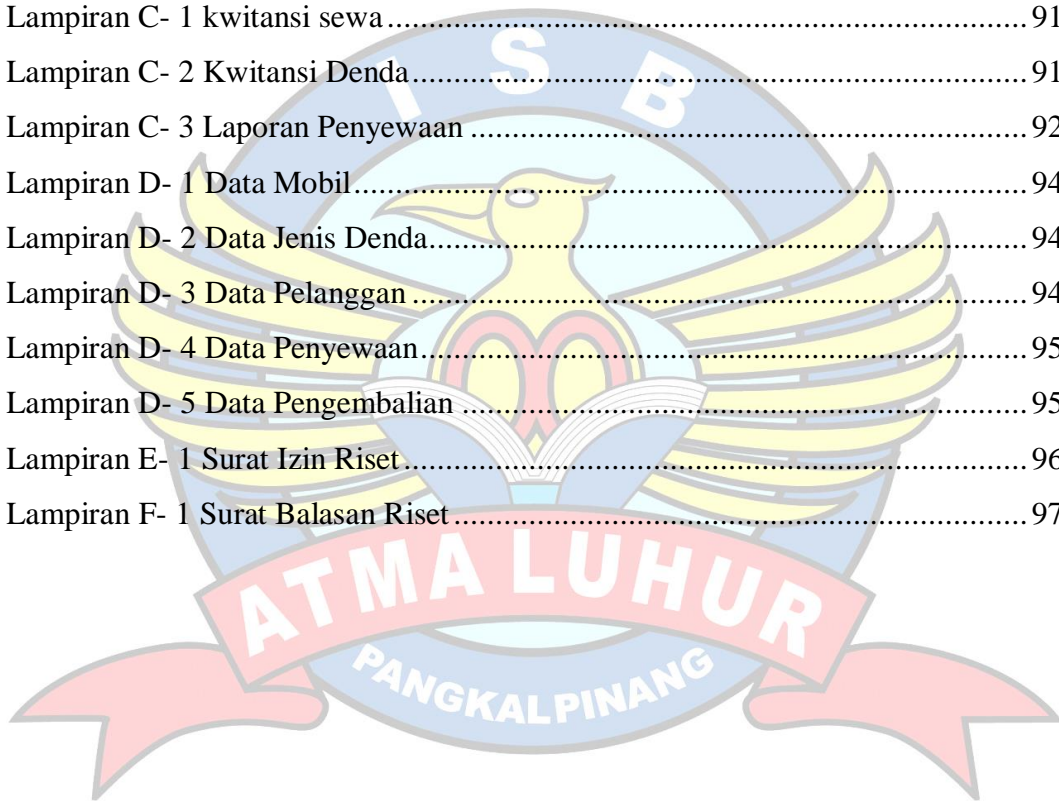 Lampiran C- 1 kwitansi sewa ........ 91
Lampiran C- 2 Kwitansi Denda ........ 91
Lampiran C- 3 Laporan Penyewaan ........ 92
Lampiran D- 1 Data Mobil ........ 94
Lampiran D- 2 Data Jenis Denda ........ 94
Lampiran D- 3 Data Pelanggan ........ 94
Lampiran D- 4 Data Penyewaan ........ 95
Lampiran D- 5 Data Pengembalian ........ 95
Lampiran E- 1 Surat Izin Riset ........ 96
Lampiran F- 1 Surat Balasan Riset ........ 97
I S B
ATMA LUHUR
PANGKALPINANG